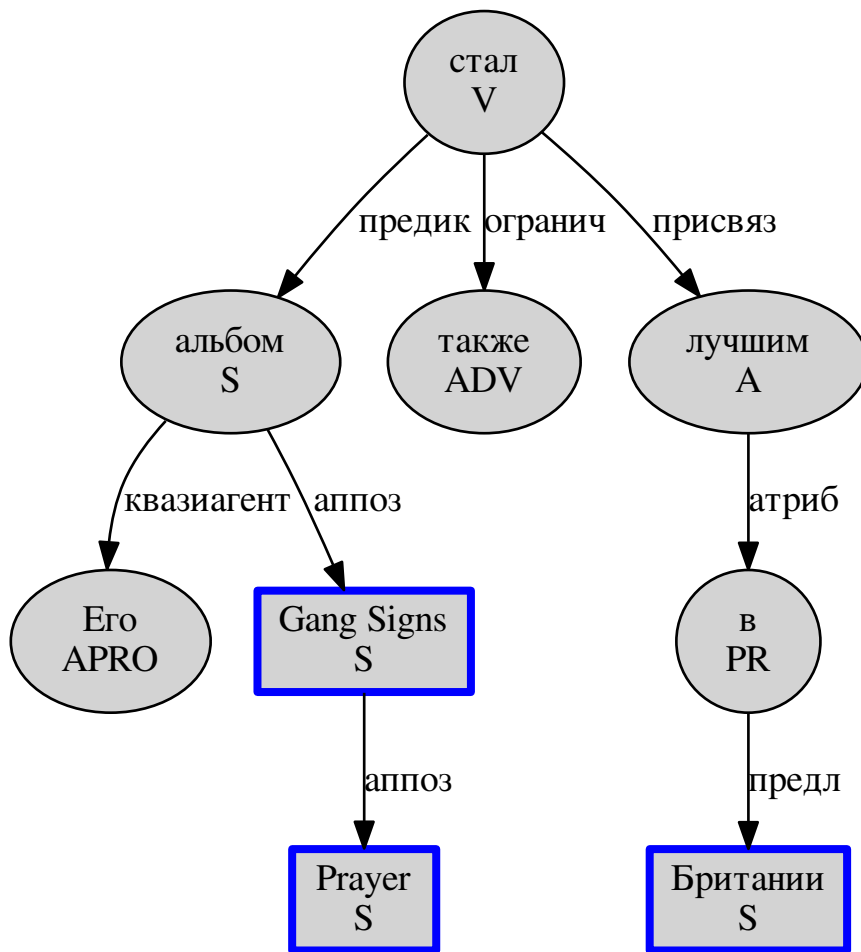 стал
V
предик
огранич
присвяз
альбом
S
также
ADV
лучшим
A
квазиагент
аппоз
атриб
Его
APRO
Gang Signs
S
в
PR
аппоз
предл
Prayer
S
Британии
S